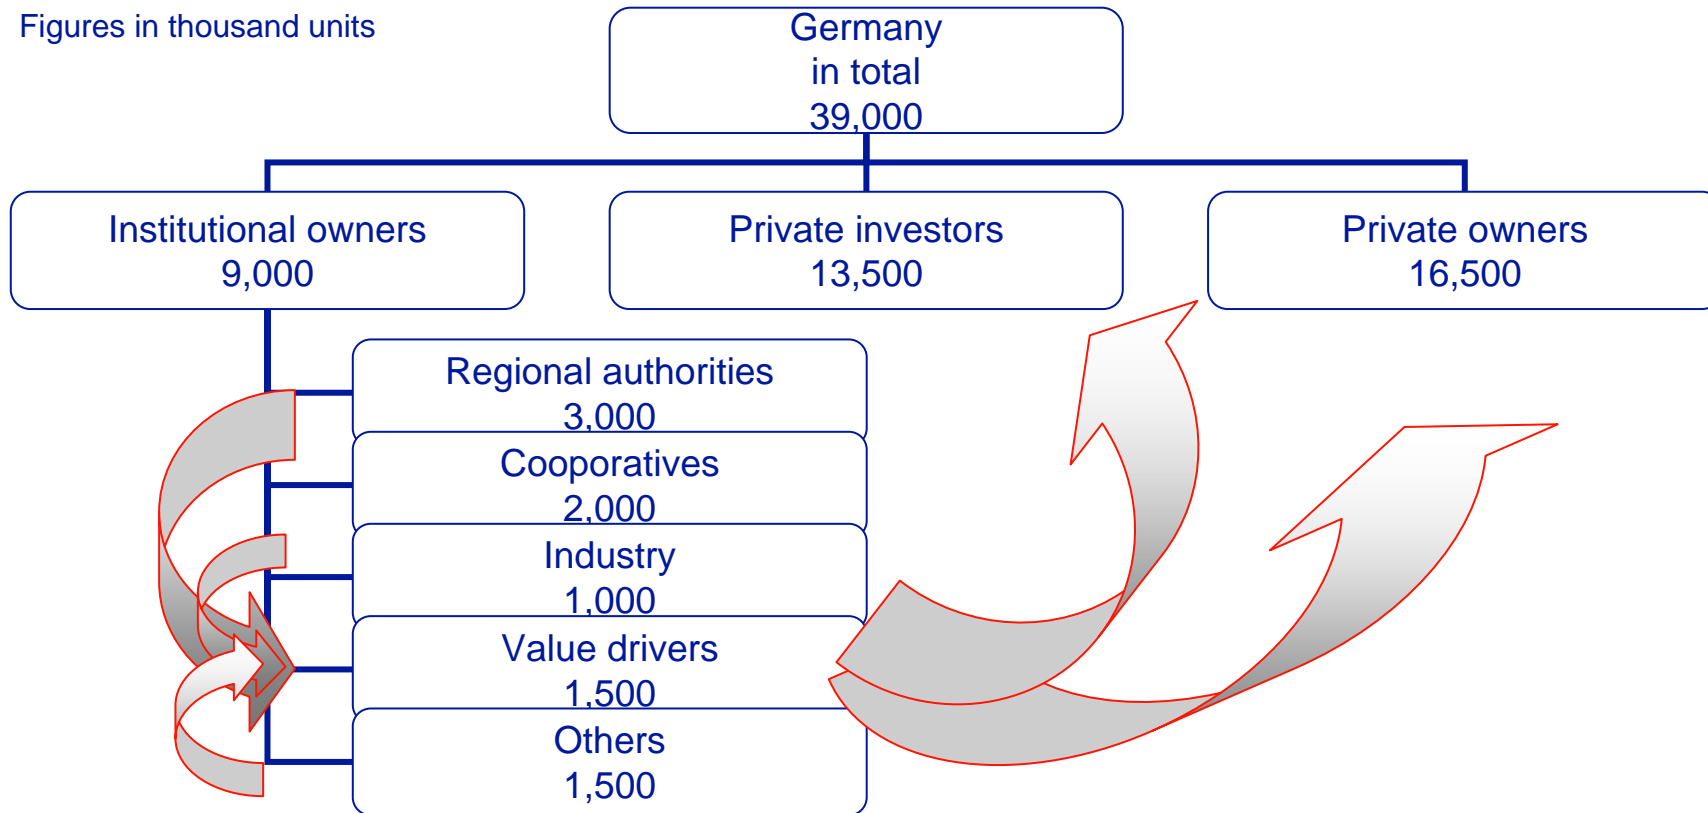 Figures in thousand units
Germany
in total
39,000
Institutional owners
9,000
Private investors
13,500
Private owners
16,500
Regional authorities
3,000
Cooporatives
2,000
Industry
1,000
Value drivers
1,500
Others
1,500